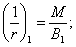 (1/r)₁ = M/B₁;